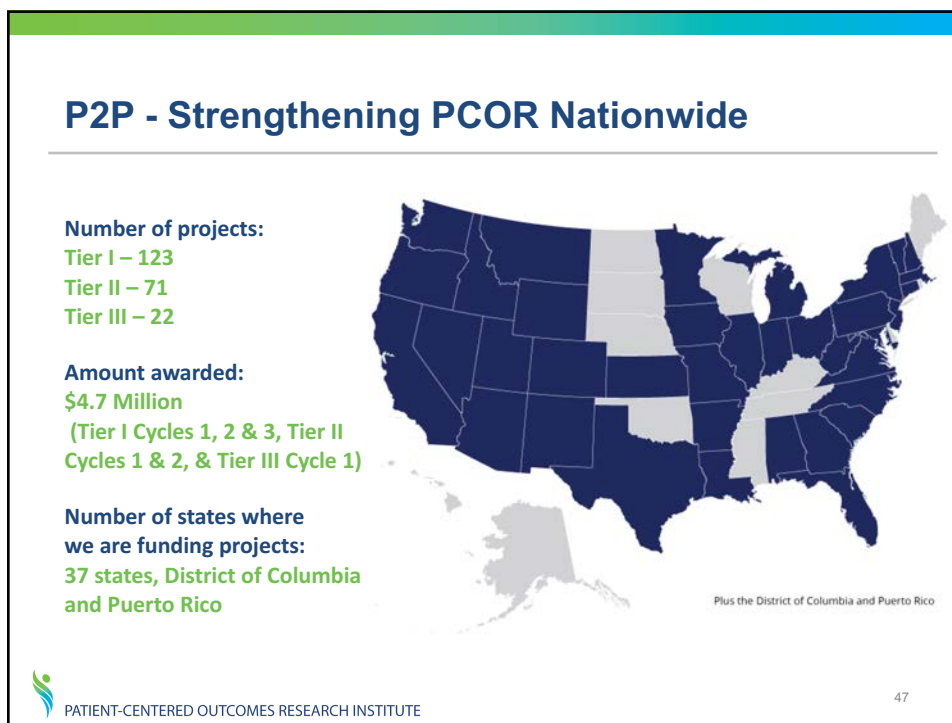 P2P - Strengthening PCOR Nationwide
Number of projects:
Tier I – 123
Tier II – 71
Tier III – 22
Amount awarded:
$4.7 Million
(Tier I Cycles 1, 2 & 3, Tier II
Cycles 1 & 2, & Tier III Cycle 1)
Number of states where
we are funding projects:
37 states, District of Columbia
and Puerto Rico
Plus the District of Columbia and Puerto Rico
PATIENT-CENTERED OUTCOMES RESEARCH INSTITUTE
47